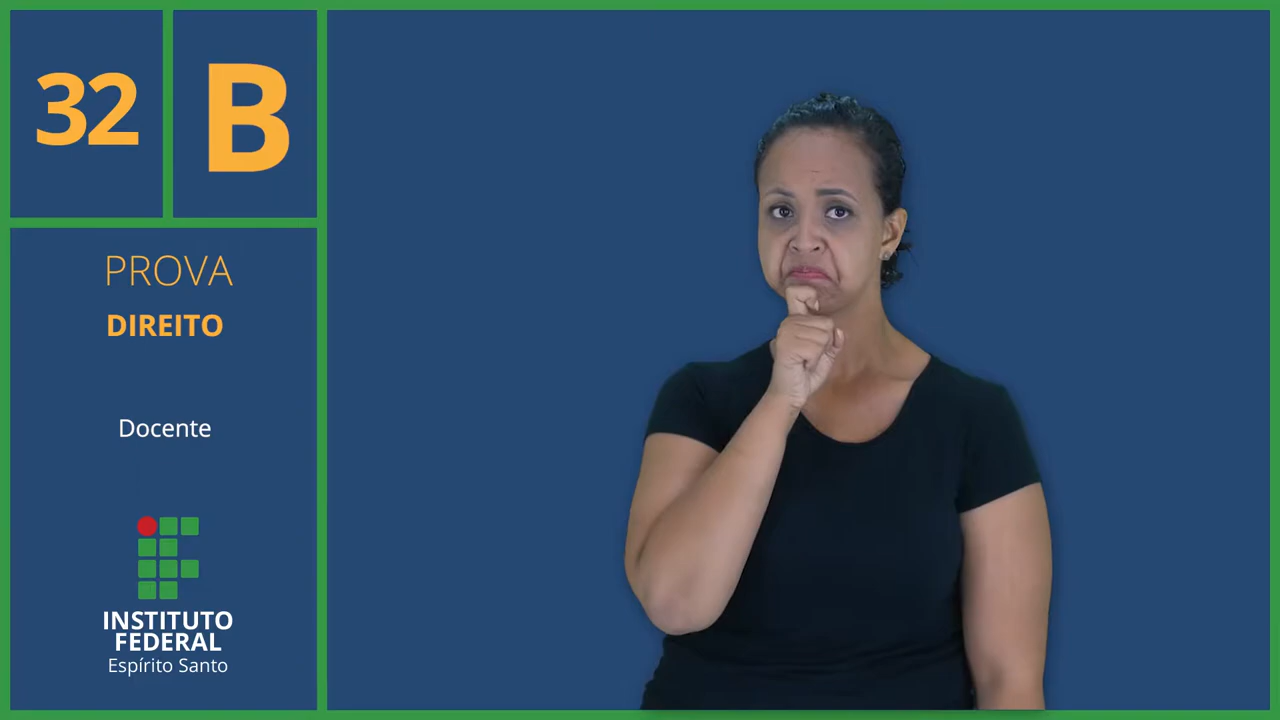 32
B
PROVA
DIREITO
Docente
INSTITUTO
FEDERAL
Espírito Santo